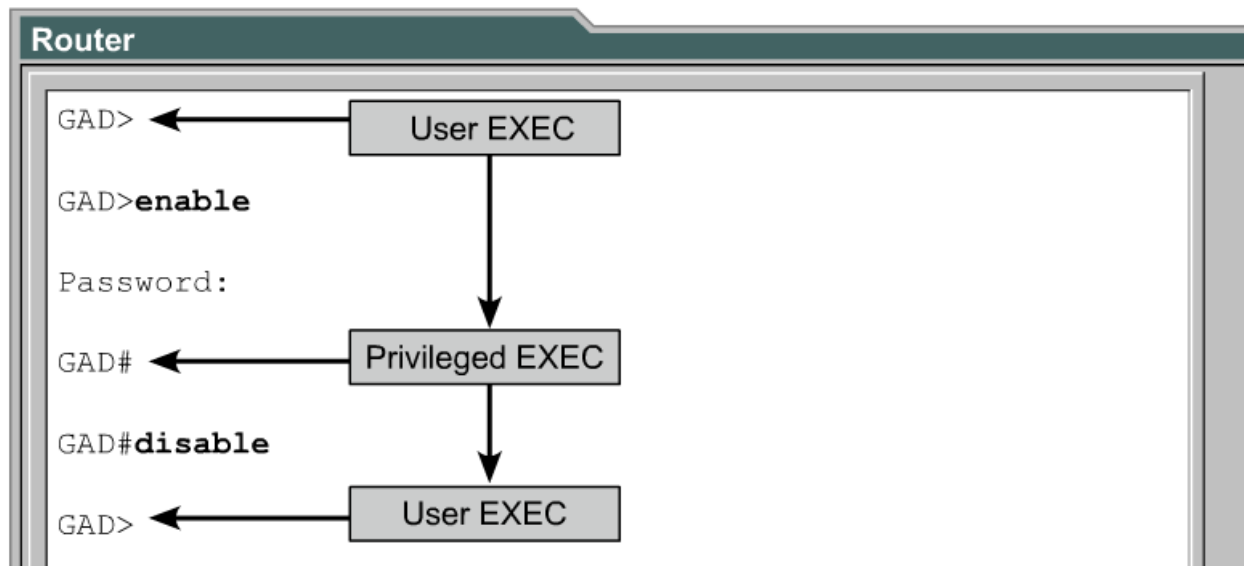 Router
GAD> User EXEC
GAD>enable
Password:
GAD# Privileged EXEC
GAD#disable
GAD> User EXEC